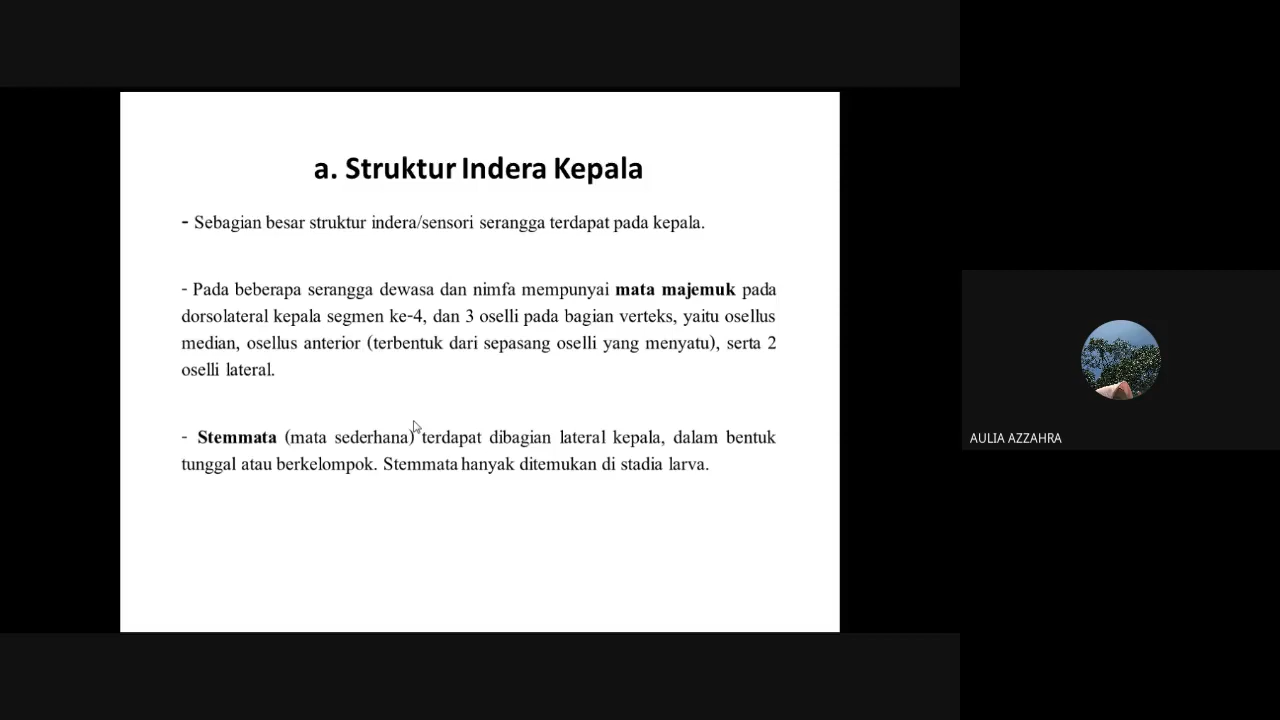 a. Struktur Indera Kepala
- Sebagian besar struktur indera/sensori serangga terdapat pada kepala.
- Pada beberapa serangga dewasa dan nimfa mempunyai mata majemuk pada
dorsolateral kepala segmen ke-4, dan 3 oselli pada bagian verteks, yaitu osellus
median, osellus anterior (terbentuk dari sepasang oselli yang menyatu), serta 2
oselli lateral.
- Stemmata (mata sederhana) terdapat dibagian lateral kepala, dalam bentuk
tunggal atau berkelompok. Stemmata hanyak ditemukan di stadia larva.
AULIA AZZAHRA